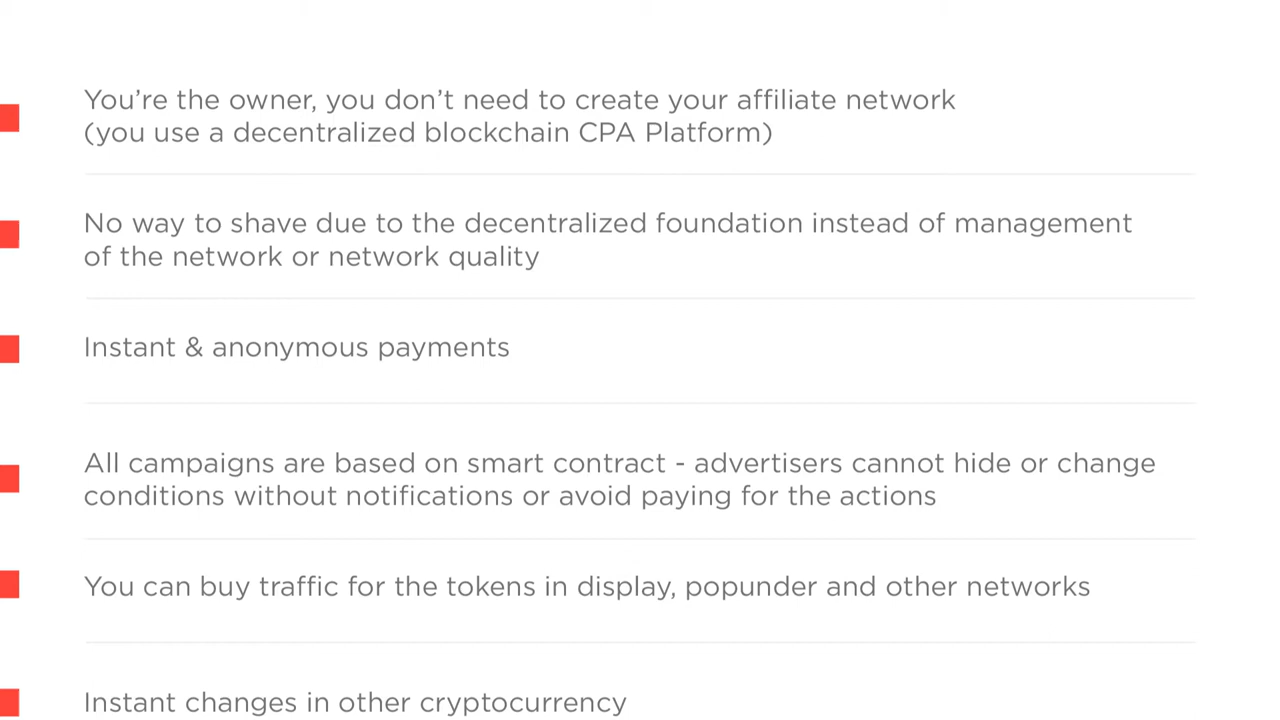 You’re the owner, you don’t need to create your affiliate network
(you use a decentralized blockchain CPA Platform)
No way to shave due to the decentralized foundation instead of management
of the network or network quality
Instant & anonymous payments
All campaigns are based on smart contract - advertisers cannot hide or change
conditions without notifications or avoid paying for the actions
You can buy traffic for the tokens in display, popunder and other networks
Instant changes in other cryptocurrency